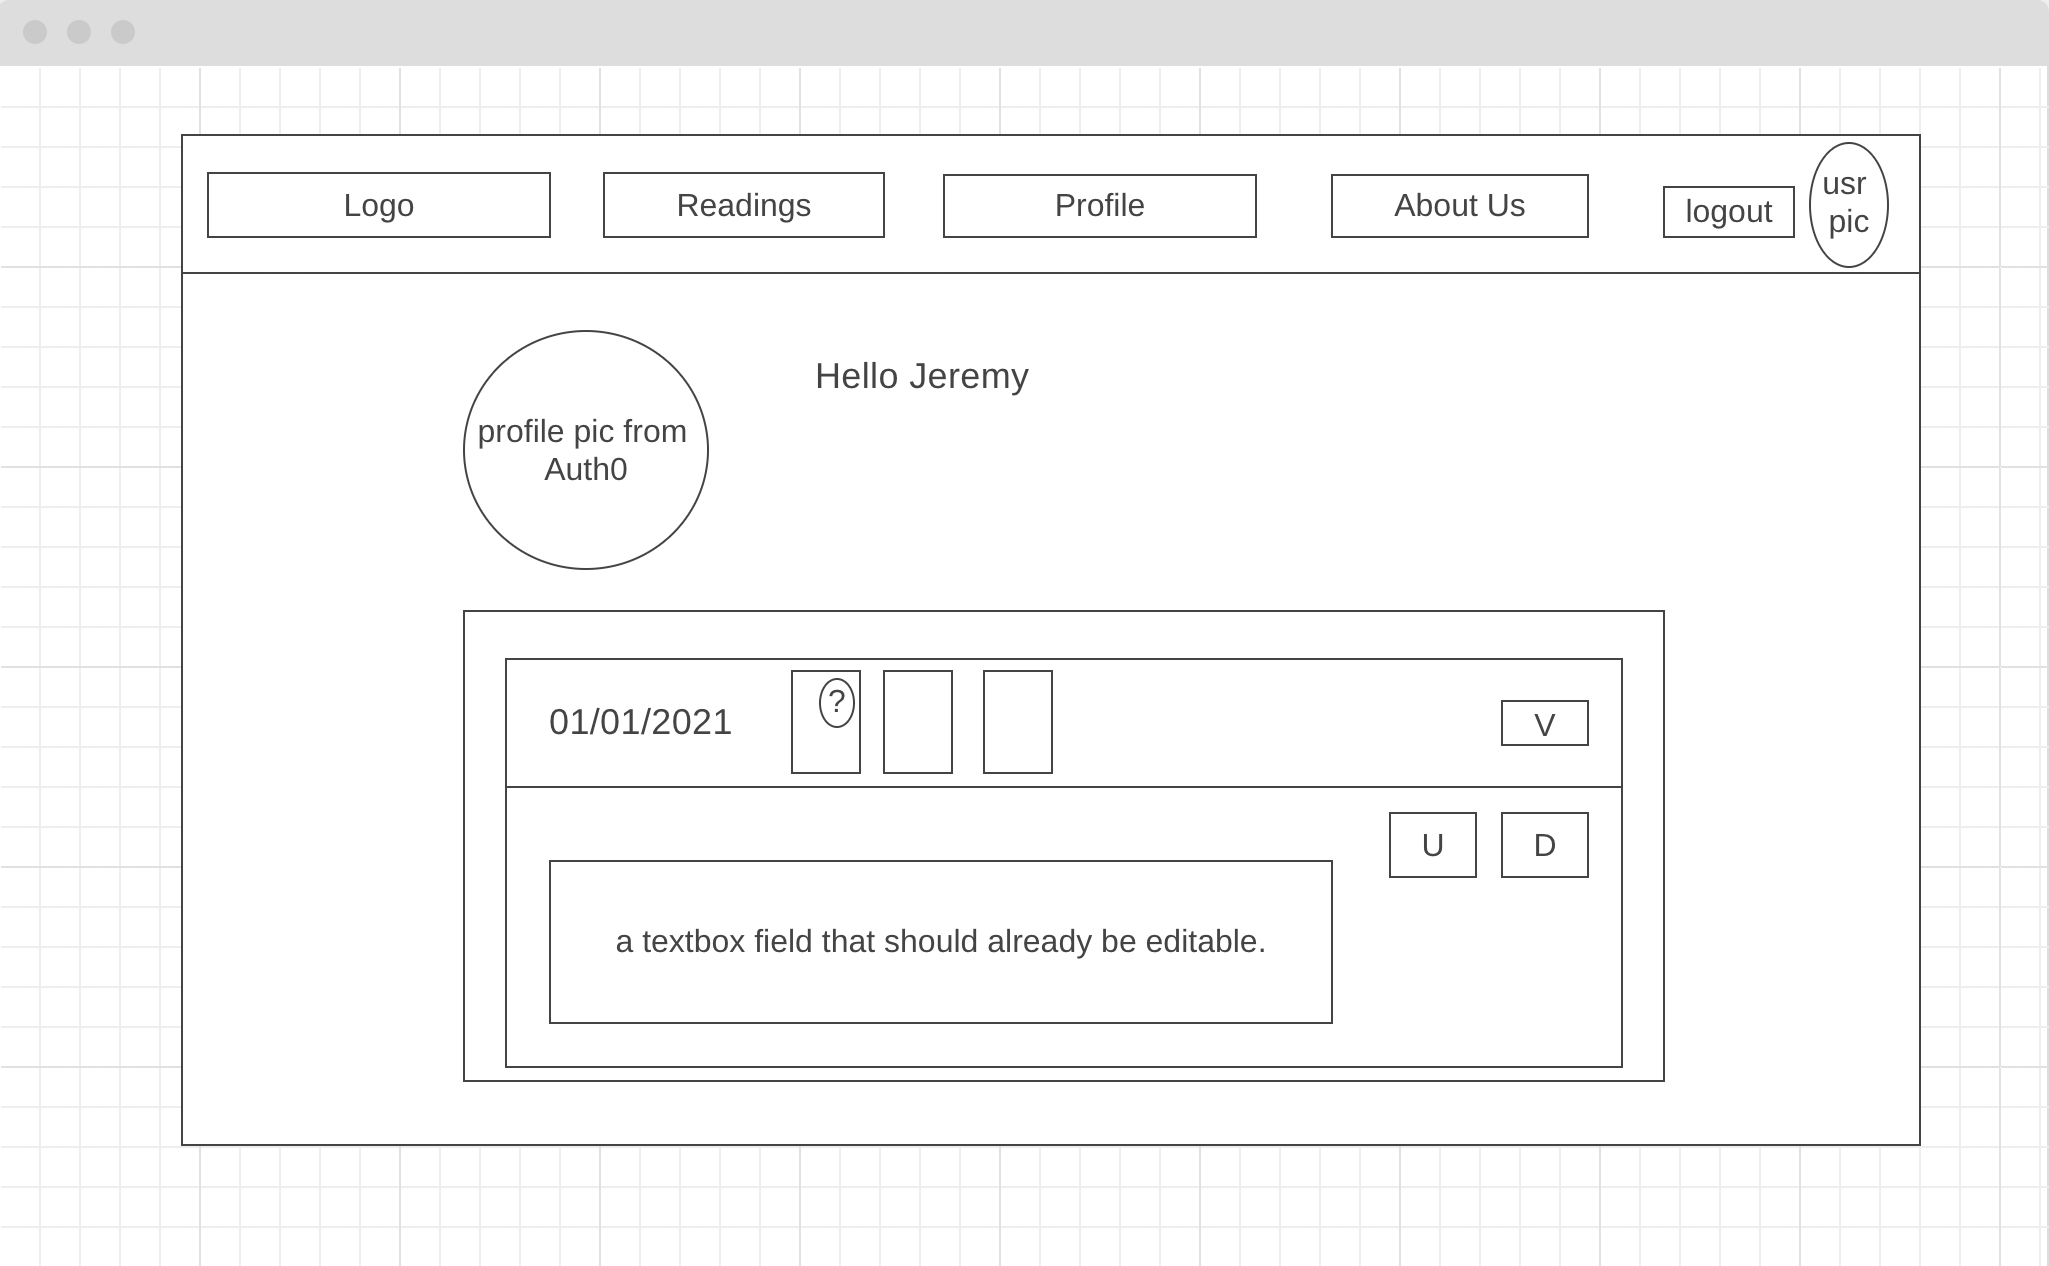 Logo
Readings
Profile
About Us
logout
usr
pic
Hello Jeremy
profile pic from
Auth0
01/01/2021
?
V
U
D
a textbox field that should already be editable.